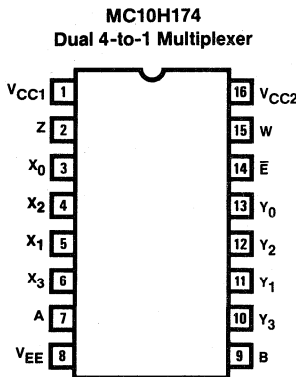 MC10H174
Dual 4-to-1 Multiplexer
VCC1 1 16 VCC2
Z 2 15 W
X0 3 14 E̅
X2 4 13 Y0
X1 5 12 Y2
X3 6 11 Y1
A 7 10 Y3
VEE 8 9 B